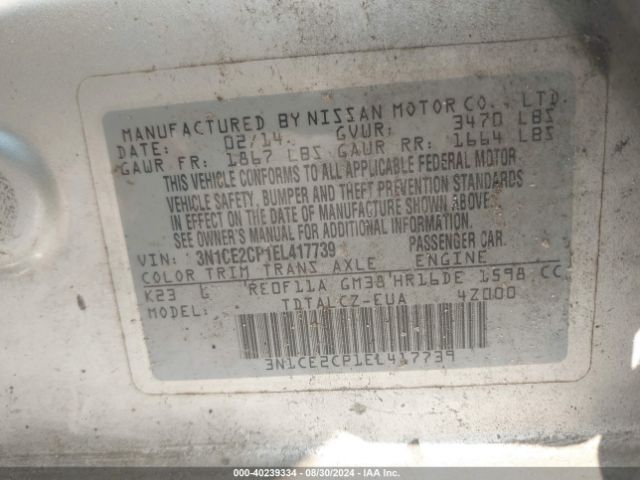 MANUFACTURED BY NISSAN MOTOR CO., LTD.
DATE: 02/14 GVWR: 3470 LBS
GAWR FR: 1867 LBS GAWR RR: 1664 LBS
THIS VEHICLE CONFORMS TO ALL APPLICABLE FEDERAL MOTOR
VEHICLE SAFETY, BUMPER AND THEFT PREVENTION STANDARDS
IN EFFECT ON THE DATE OF MANUFACTURE SHOWN ABOVE.
SEE OWNER'S MANUAL FOR ADDITIONAL INFORMATION.
VIN: 3N1CE2CP1EL417739 PASSENGER CAR
COLOR TRIM TRANS AXLE ENGINE
K23 G RE0F11A GM38 HR16DE 1598 CC
MODEL: TDTALCZ-EUA 4Z000
3N1CE2CP1EL417739
000-40239334 / 08/30/2024 - IAA Inc.